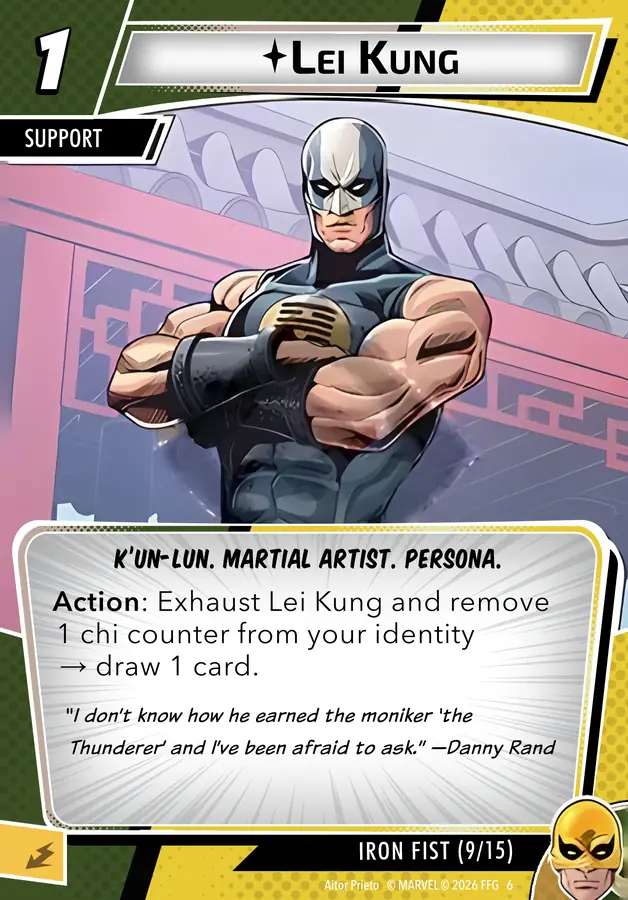 1
Lei Kung
SUPPORT
K'UN-LUN. MARTIAL ARTIST. PERSONA.
Action: Exhaust Lei Kung and remove
1 chi counter from your identity
→ draw 1 card.
"I don't know how he earned the moniker 'the
Thunderer' and I've been afraid to ask." —Danny Rand
IRON FIST (9/15)
Aitor Prieto © MARVEL © 2026 FFG 6